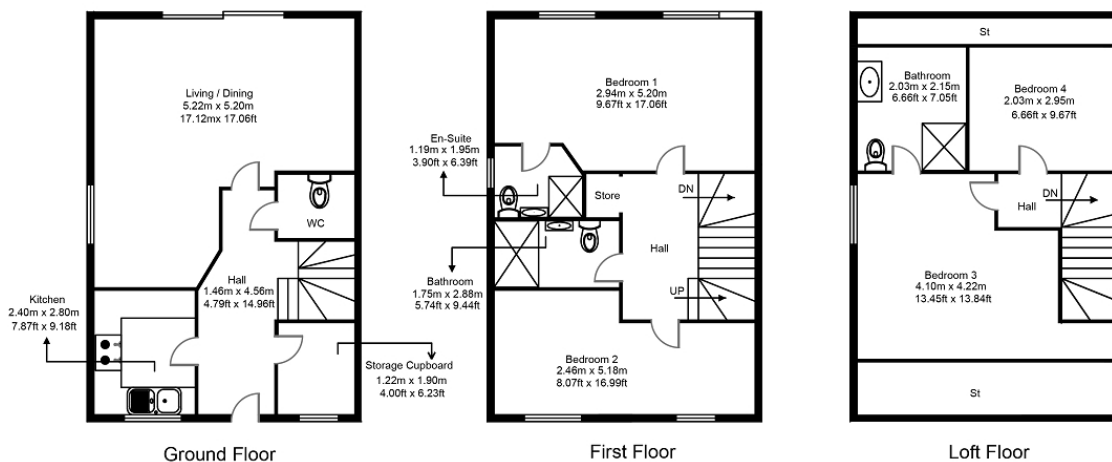 Living / Dining
5.22m x 5.20m
17.12mx 17.06ft
WC
Hall
1.46m x 4.56m
4.79ft x 14.96ft
Kitchen
2.40m x 2.80m
7.87ft x 9.18ft
Storage Cupboard
1.22m x 1.90m
4.00ft x 6.23ft
Ground Floor
Bedroom 1
2.94m x 5.20m
9.67ft x 17.06ft
En-Suite
1.19m x 1.95m
3.90ft x 6.39ft
Store
DN
Hall
Bathroom
1.75m x 2.88m
5.74ft x 9.44ft
UP
Bedroom 2
2.46m x 5.18m
8.07ft x 16.99ft
First Floor
St
Bathroom
2.03m x 2.15m
6.66ft x 7.05ft
Bedroom 4
2.03m x 2.95m
6.66ft x 9.67ft
DN
Hall
Bedroom 3
4.10m x 4.22m
13.45ft x 13.84ft
St
Loft Floor